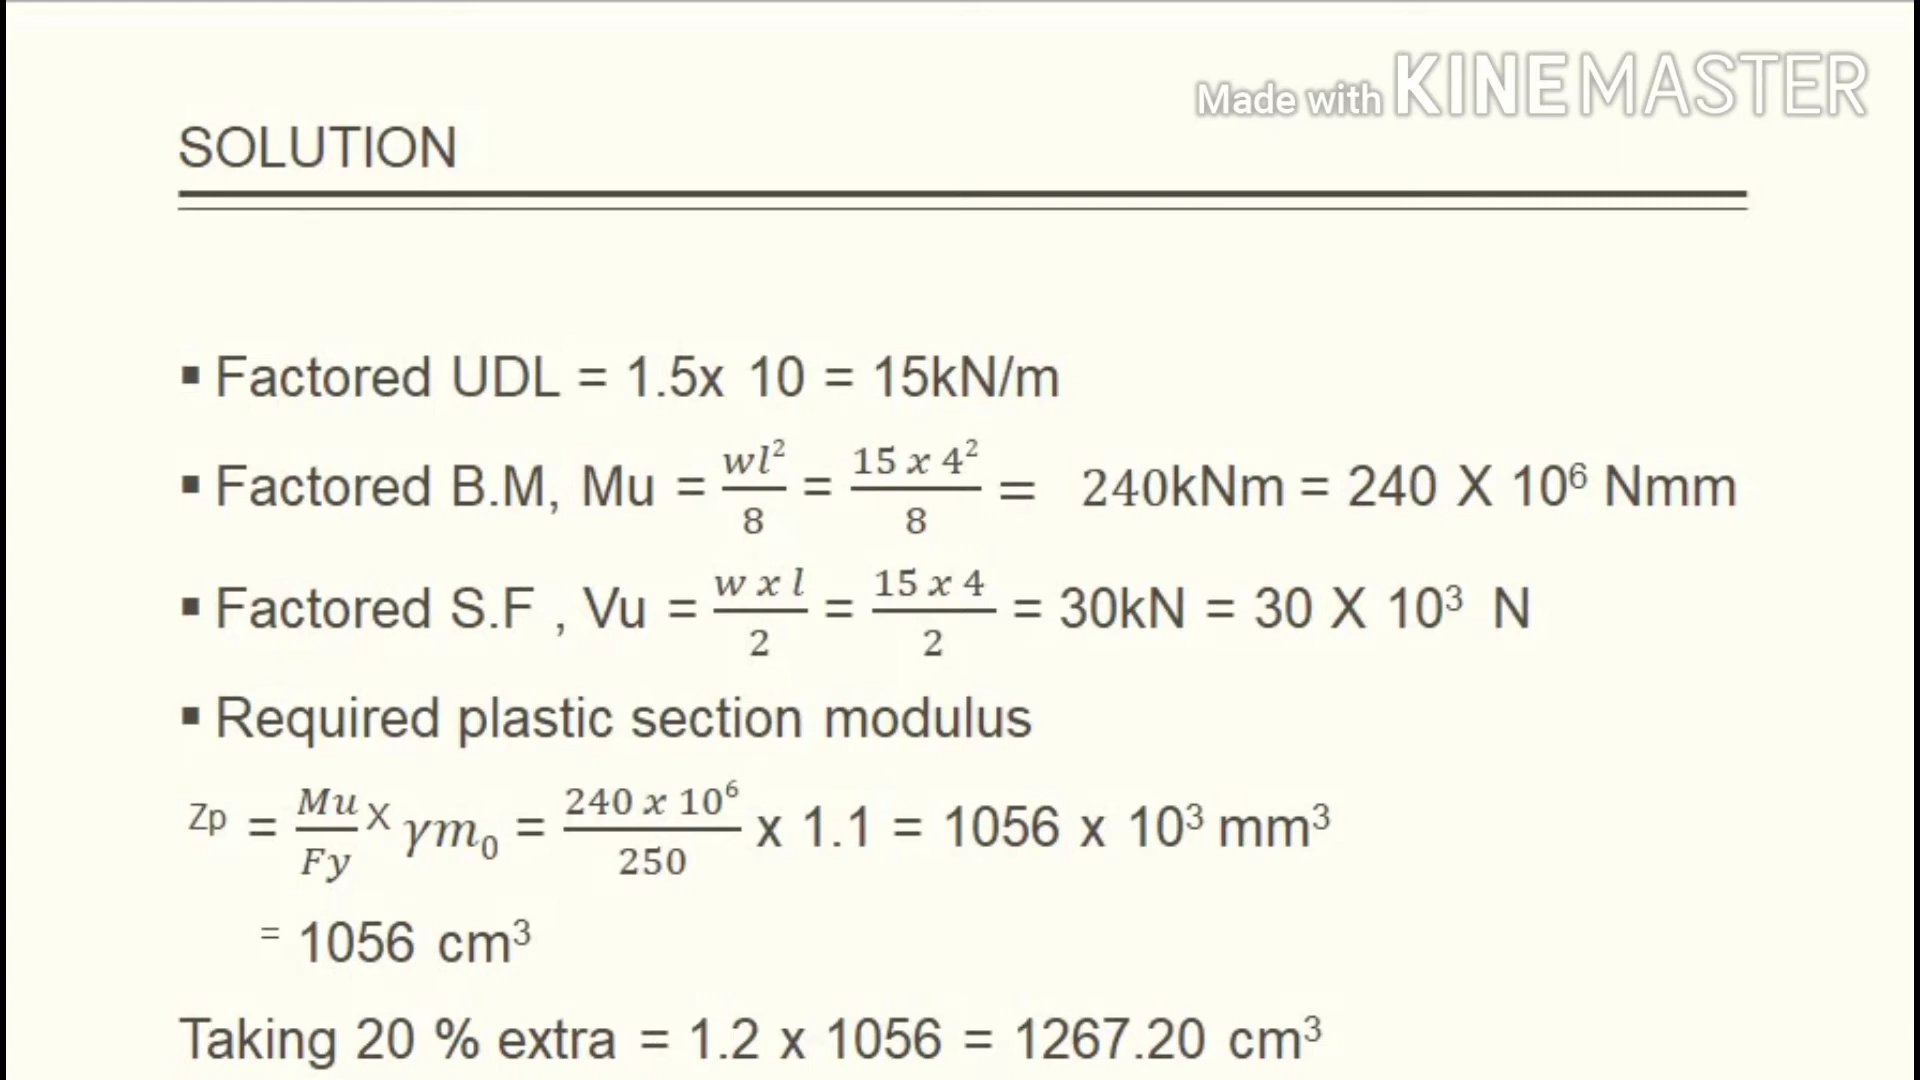 Made with KINEMASTER
SOLUTION
▪ Factored UDL = 1.5x 10 = 15kN/m
▪ Factored B.M, Mu = wl²/8 = 15 x 4²/8 = 240kNm = 240 X 10⁶ Nmm
▪ Factored S.F , Vu = w x l/2 = 15 x 4/2 = 30kN = 30 X 10³ N
▪ Required plastic section modulus
Zp = Mu/Fy X γm₀ = 240 x 10⁶/250 x 1.1 = 1056 x 10³ mm³
= 1056 cm³
Taking 20 % extra = 1.2 x 1056 = 1267.20 cm³